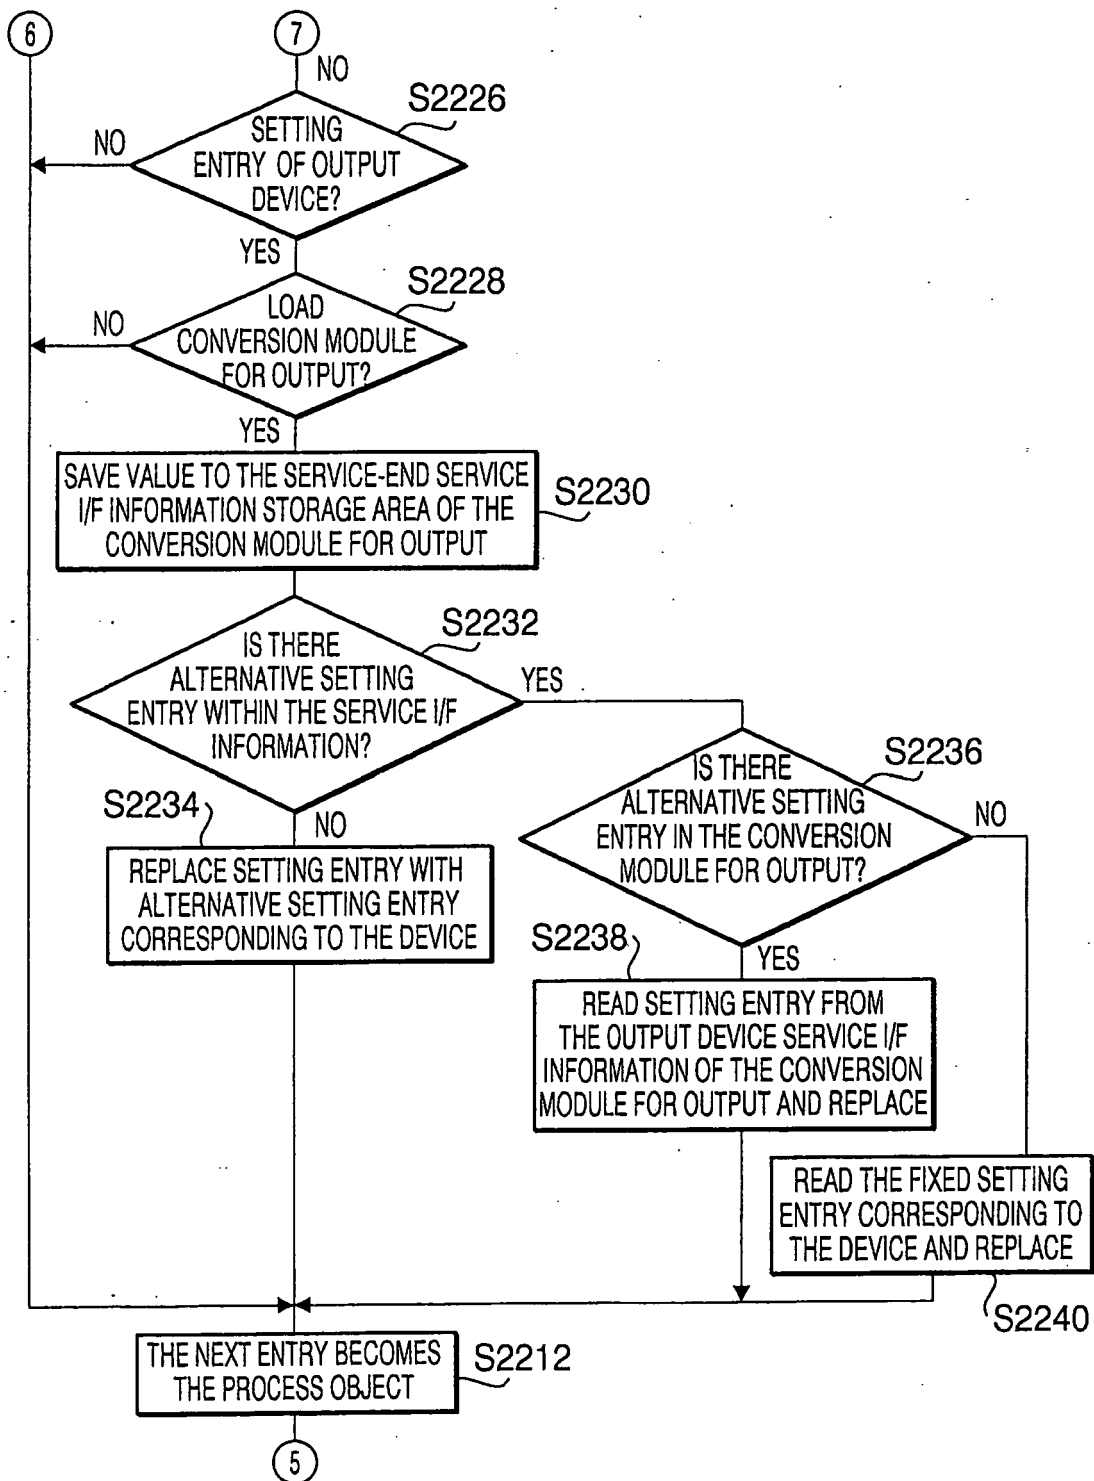 6
7
NO
S2226
SETTING
ENTRY OF OUTPUT
DEVICE?
NO
YES
S2228
LOAD
CONVERSION MODULE
FOR OUTPUT?
NO
YES
SAVE VALUE TO THE SERVICE-END SERVICE
I/F INFORMATION STORAGE AREA OF THE
CONVERSION MODULE FOR OUTPUT
S2230
S2232
IS THERE
ALTERNATIVE SETTING
ENTRY WITHIN THE SERVICE I/F
INFORMATION?
YES
S2234
NO
REPLACE SETTING ENTRY WITH
ALTERNATIVE SETTING ENTRY
CORRESPONDING TO THE DEVICE
S2236
IS THERE
ALTERNATIVE SETTING
ENTRY IN THE CONVERSION
MODULE FOR OUTPUT?
NO
S2238
YES
READ SETTING ENTRY FROM
THE OUTPUT DEVICE SERVICE I/F
INFORMATION OF THE CONVERSION
MODULE FOR OUTPUT AND REPLACE
READ THE FIXED SETTING
ENTRY CORRESPONDING TO
THE DEVICE AND REPLACE
S2240
THE NEXT ENTRY BECOMES
THE PROCESS OBJECT
S2212
5